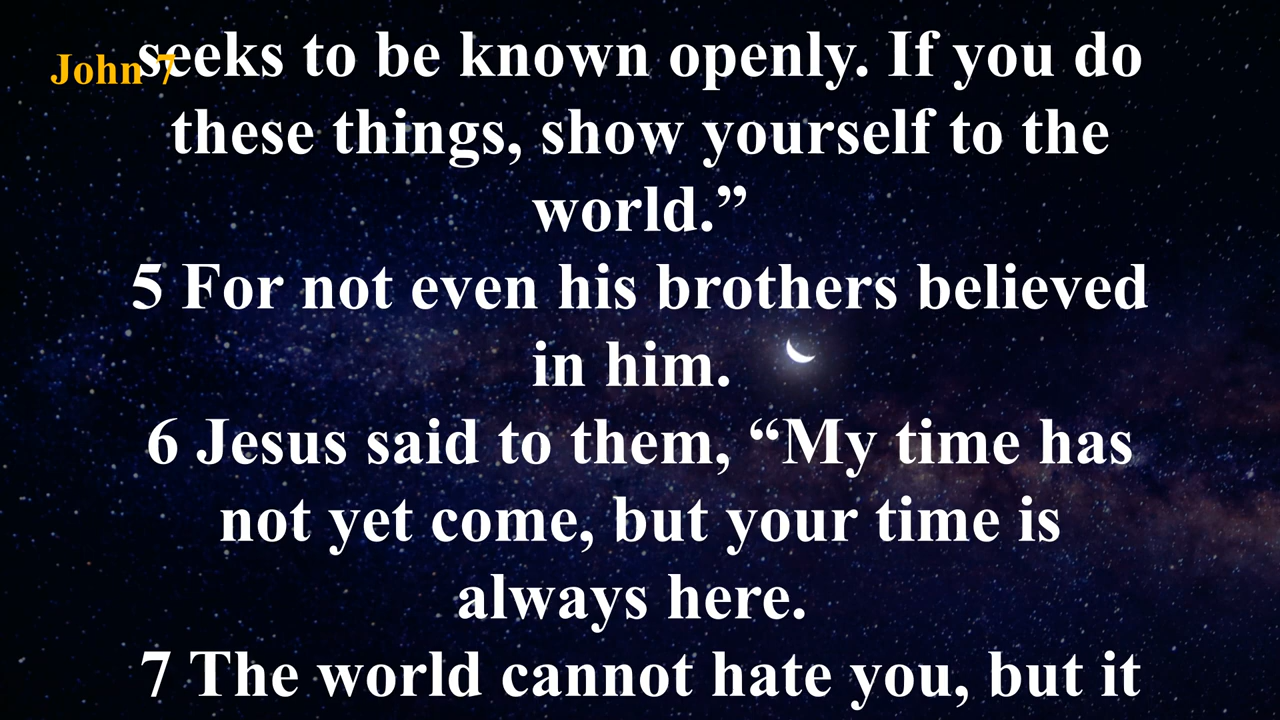 John 7
seeks to be known openly. If you do
these things, show yourself to the
world.”
5 For not even his brothers believed
in him.
6 Jesus said to them, “My time has
not yet come, but your time is
always here.
7 The world cannot hate you, but it